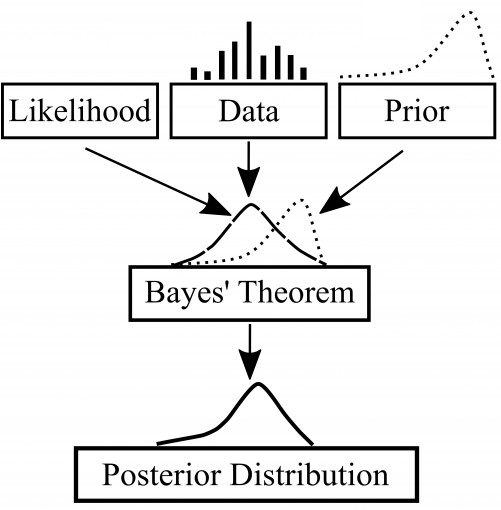 Likelihood
Data
Prior
Bayes' Theorem
Posterior Distribution